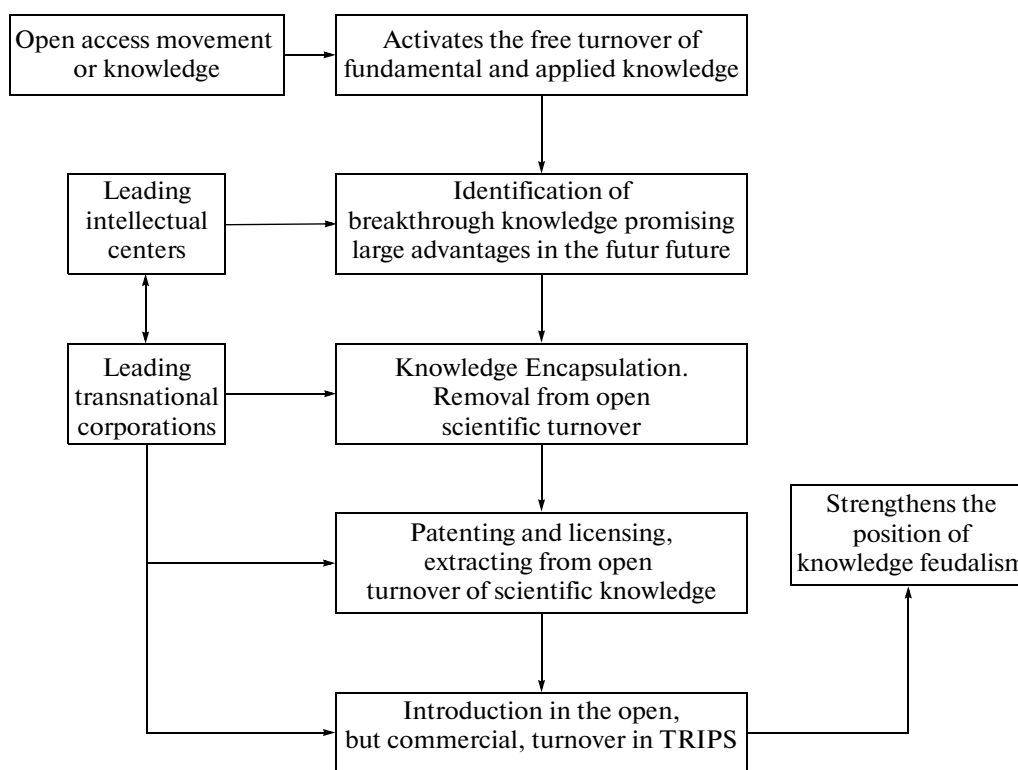 Open access movement
or knowledge
Activates the free turnover of
fundamental and applied knowledge
Leading
intellectual
centers
Identification of
breakthrough knowledge promising
large advantages in the futur future
Leading
transnational
corporations
Knowledge Encapsulation.
Removal from open
scientific turnover
Patenting and licensing,
extracting from open
turnover of scientific knowledge
Strengthens the
position of
knowledge feudalism
Introduction in the open,
but commercial, turnover in TRIPS